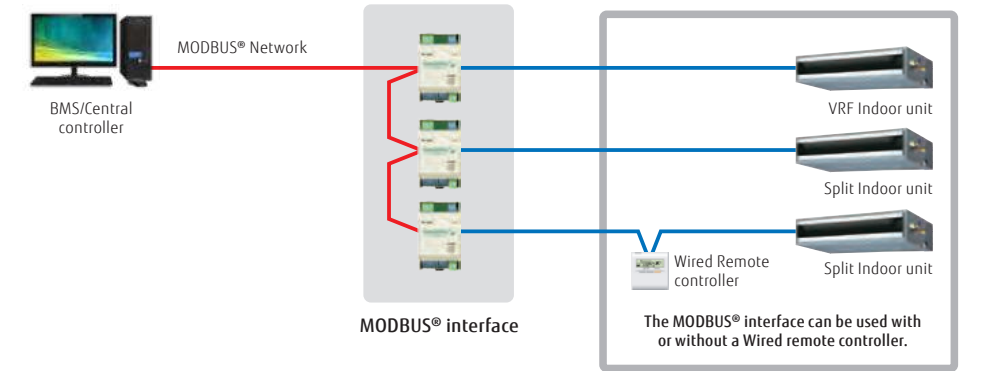 MODBUS® Network
BMS/Central
controller
VRF Indoor unit
Split Indoor unit
Wired Remote
controller
Split Indoor unit
MODBUS® interface
The MODBUS® interface can be used with
or without a Wired remote controller.